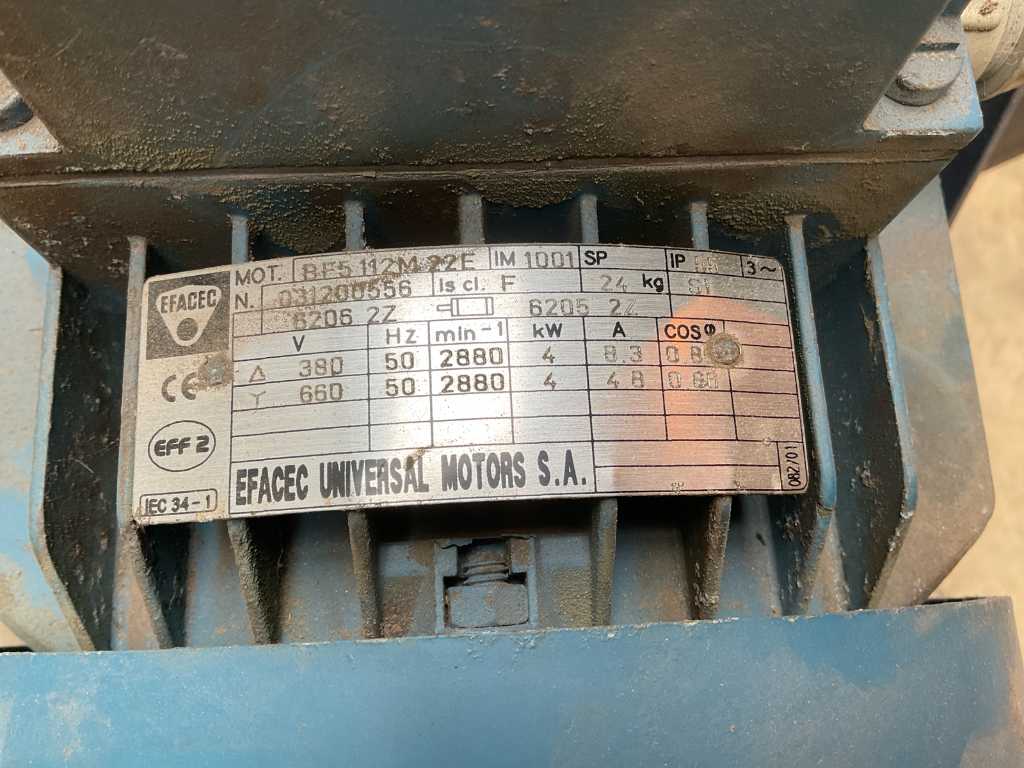 MOT. BF5 112M 22E IM 1001 SP IP 55 3~
EFACEC
N. 031200556 Is cl. F 24 kg S1
6206 2Z 6205 2Z
V Hz min-1 kW A COSφ
Δ 380 50 2880 4 8.3
Y 660 50 2880 4 4.8
CE
EFF 2
EFACEC UNIVERSAL MOTORS S.A.
IEC 34-1
082/01